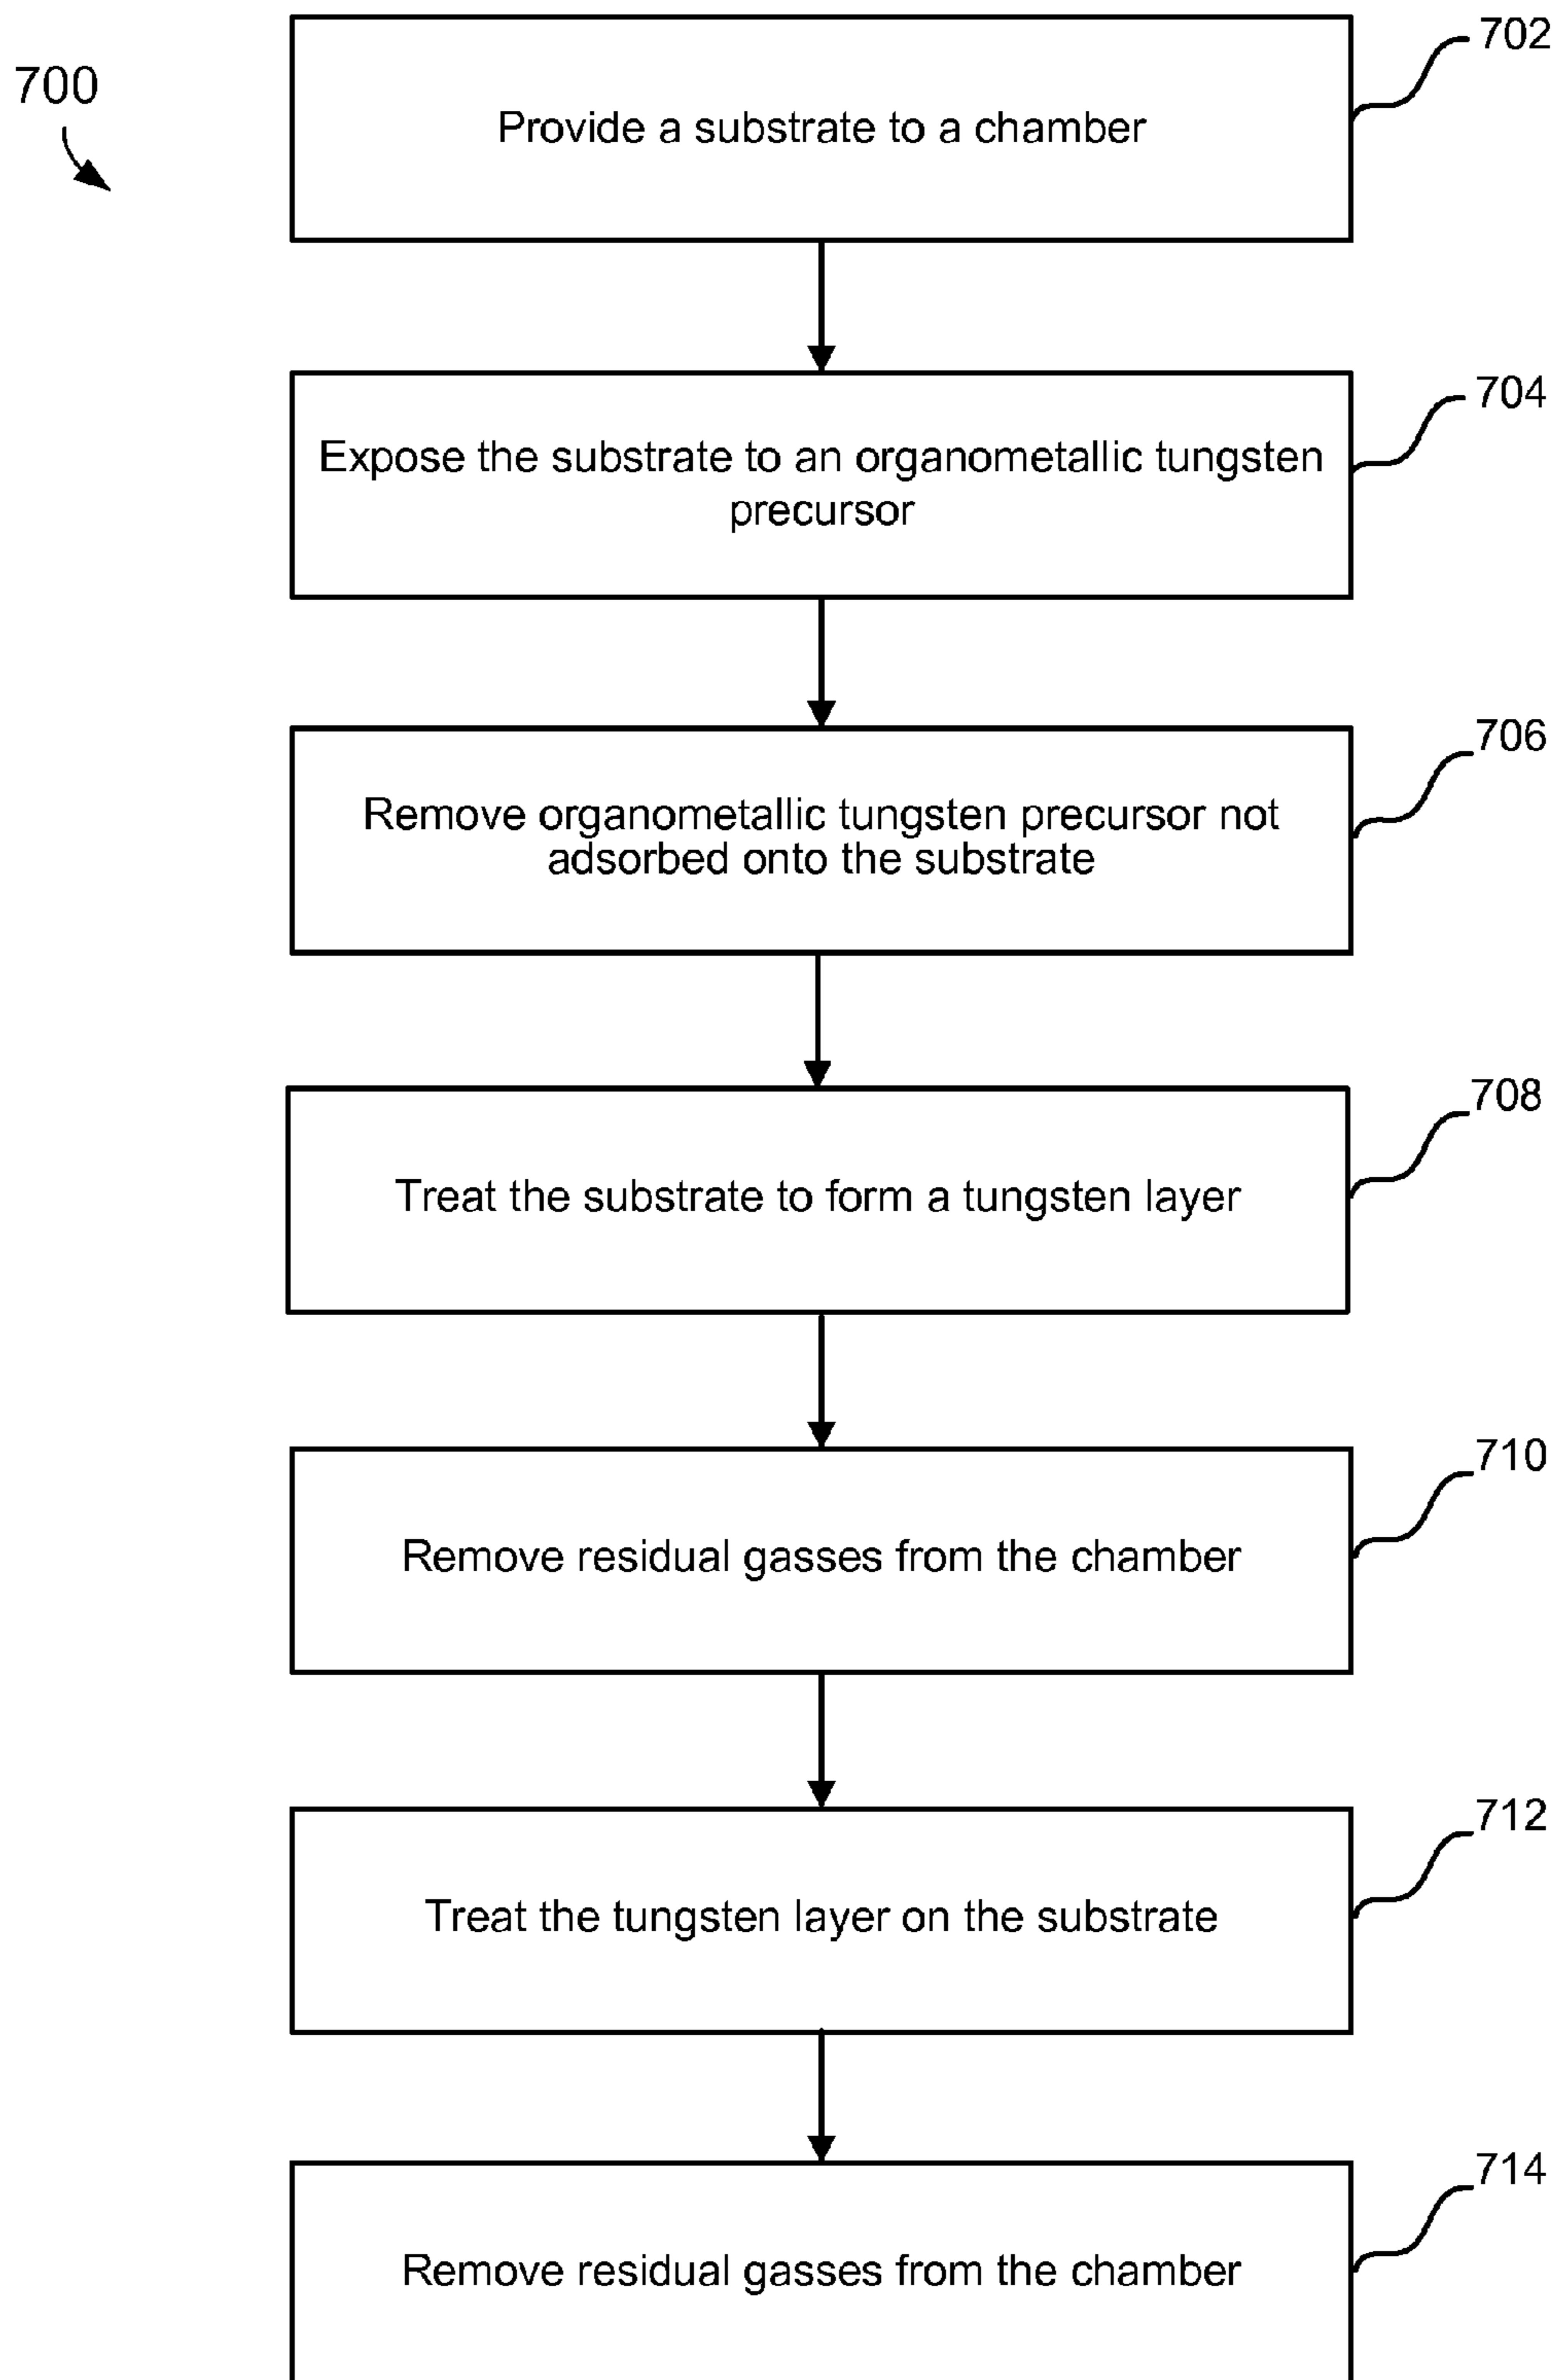 700
702
Provide a substrate to a chamber
704
Expose the substrate to an organometallic tungsten
precursor
706
Remove organometallic tungsten precursor not
adsorbed onto the substrate
708
Treat the substrate to form a tungsten layer
710
Remove residual gasses from the chamber
712
Treat the tungsten layer on the substrate
714
Remove residual gasses from the chamber